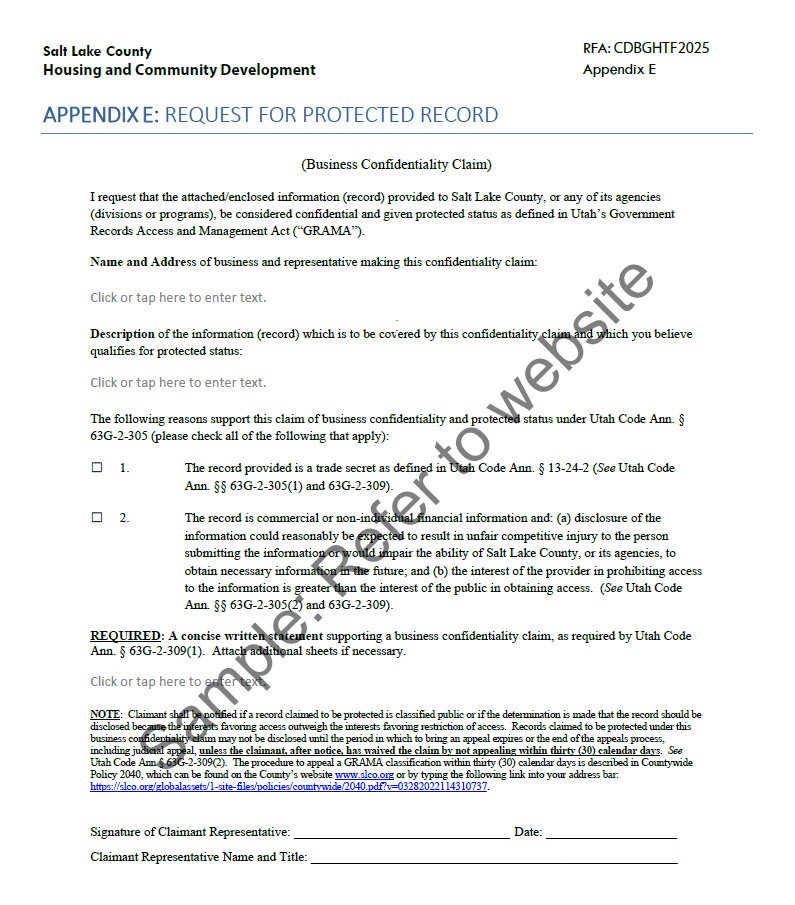 Salt Lake County
Housing and Community Development
RFA: CDBGHTF2025
Appendix E
APPENDIX E: REQUEST FOR PROTECTED RECORD
(Business Confidentiality Claim)
I request that the attached/enclosed information (record) provided to Salt Lake County, or any of its agencies
(divisions or programs), be considered confidential and given protected status as defined in Utah's Government
Records Access and Management Act ("GRAMA").
Name and Address of business and representative making this confidentiality claim:
Click or tap here to enter text.
Description of the information (record) which is to be covered by this confidentiality claim and which you believe
qualifies for protected status:
Click or tap here to enter text.
The following reasons support this claim of business confidentiality and protected status under Utah Code Ann. §
63G-2-305 (please check all of the following that apply):
☐ 1. The record provided is a trade secret as defined in Utah Code Ann. § 13-24-2 (See Utah Code
Ann. §§ 63G-2-305(1) and 63G-2-309).
☐ 2. The record is commercial or non-individual financial information and: (a) disclosure of the
information could reasonably be expected to result in unfair competitive injury to the person
submitting the information or would impair the ability of Salt Lake County, or its agencies, to
obtain necessary information in the future; and (b) the interest of the provider in prohibiting access
to the information is greater than the interest of the public in obtaining access. (See Utah Code
Ann. §§ 63G-2-305(2) and 63G-2-309).
REQUIRED: A concise written statement supporting a business confidentiality claim, as required by Utah Code
Ann. § 63G-2-309(1). Attach additional sheets if necessary.
Click or tap here to enter text.
NOTE: Claimant shall be notified if a record claimed to be protected is classified public or if the determination is made that the record should be
disclosed because the interests favoring access outweigh the interests favoring restriction of access. Records claimed to be protected under this
business confidentiality claim may not be disclosed until the period in which to bring an appeal expires or the end of the appeals process,
including judicial appeal, unless the claimant, after notice, has waived the claim by not appealing within thirty (30) calendar days. See
Utah Code Ann § 63G-2-309(2). The procedure to appeal a GRAMA classification within thirty (30) calendar days is described in Countywide
Policy 2040, which can be found on the County's website www.slco.org or by typing the following link into your address bar:
https://slco.org/globalassets/1-site-files/policies/countywide/2040.pdf?v=03282022114310737.
Signature of Claimant Representative: ________________ Date: ________________
Claimant Representative Name and Title: ________________
Sample: Refer to website